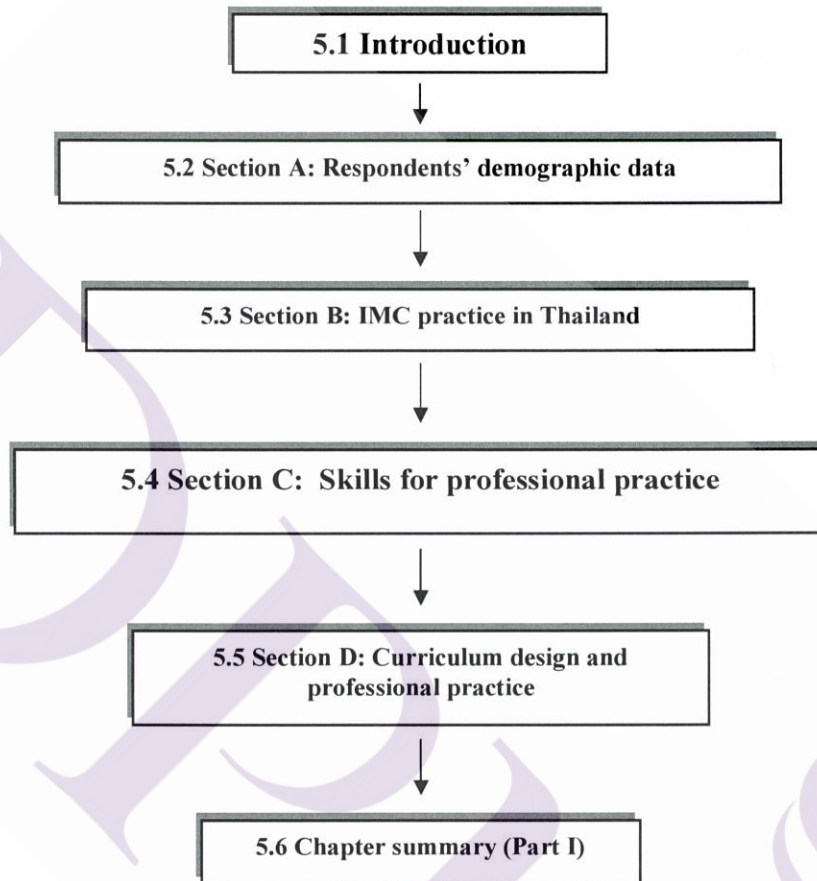 5.1 Introduction
5.2 Section A: Respondents' demographic data
5.3 Section B: IMC practice in Thailand
5.4 Section C: Skills for professional practice
5.5 Section D: Curriculum design and
professional practice
5.6 Chapter summary (Part I)